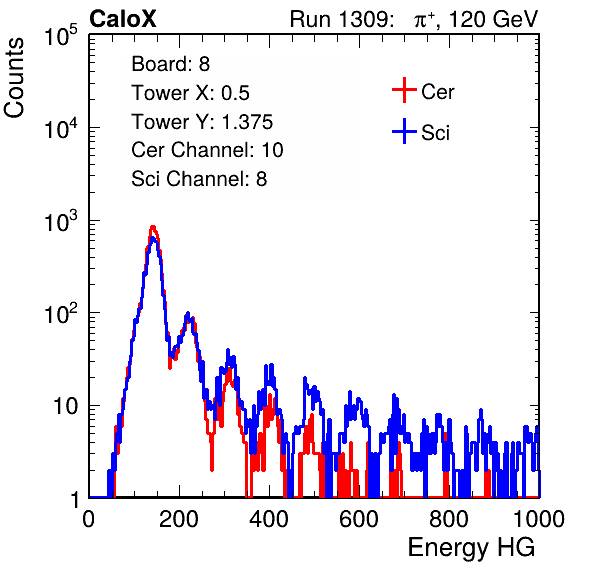 CaloX Run 1309: π⁺, 120 GeV
Board: 8
Tower X: 0.5
Tower Y: 1.375
Cer Channel: 10
Sci Channel: 8
Cer
Sci
Counts
10⁵
10⁴
10³
10²
10
1
0 200 400 600 800 1000
Energy HG